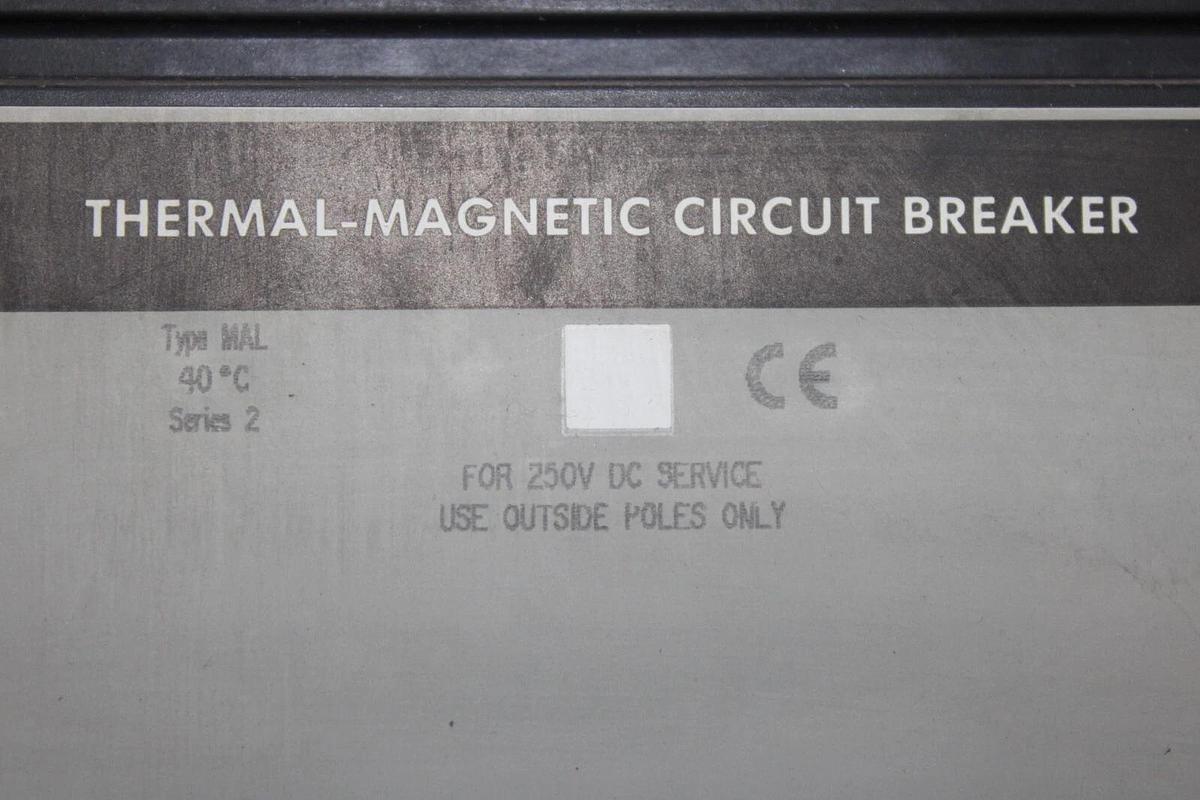 THERMAL-MAGNETIC CIRCUIT BREAKER
Type MAL
40°C
Series 2
CE
FOR 250V DC SERVICE
USE OUTSIDE POLES ONLY